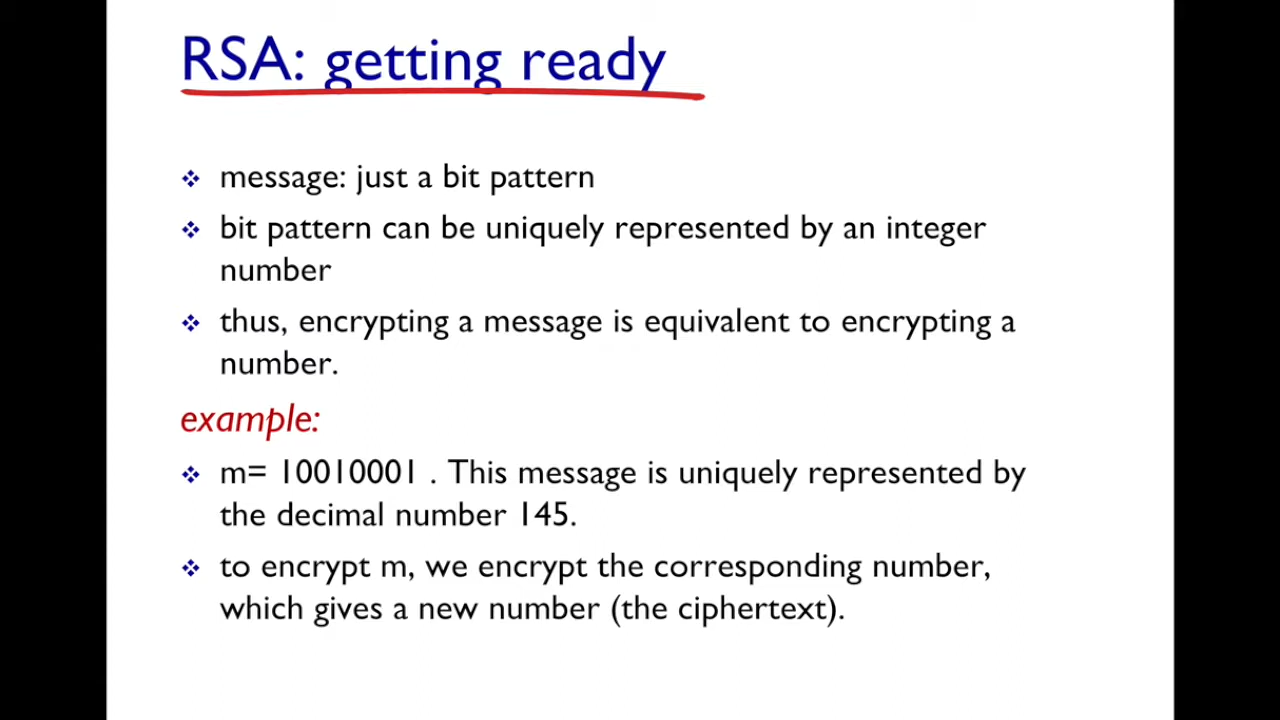 RSA: getting ready
message: just a bit pattern
bit pattern can be uniquely represented by an integer
number
thus, encrypting a message is equivalent to encrypting a
number.
example:
m= 10010001 . This message is uniquely represented by
the decimal number 145.
to encrypt m, we encrypt the corresponding number,
which gives a new number (the ciphertext).